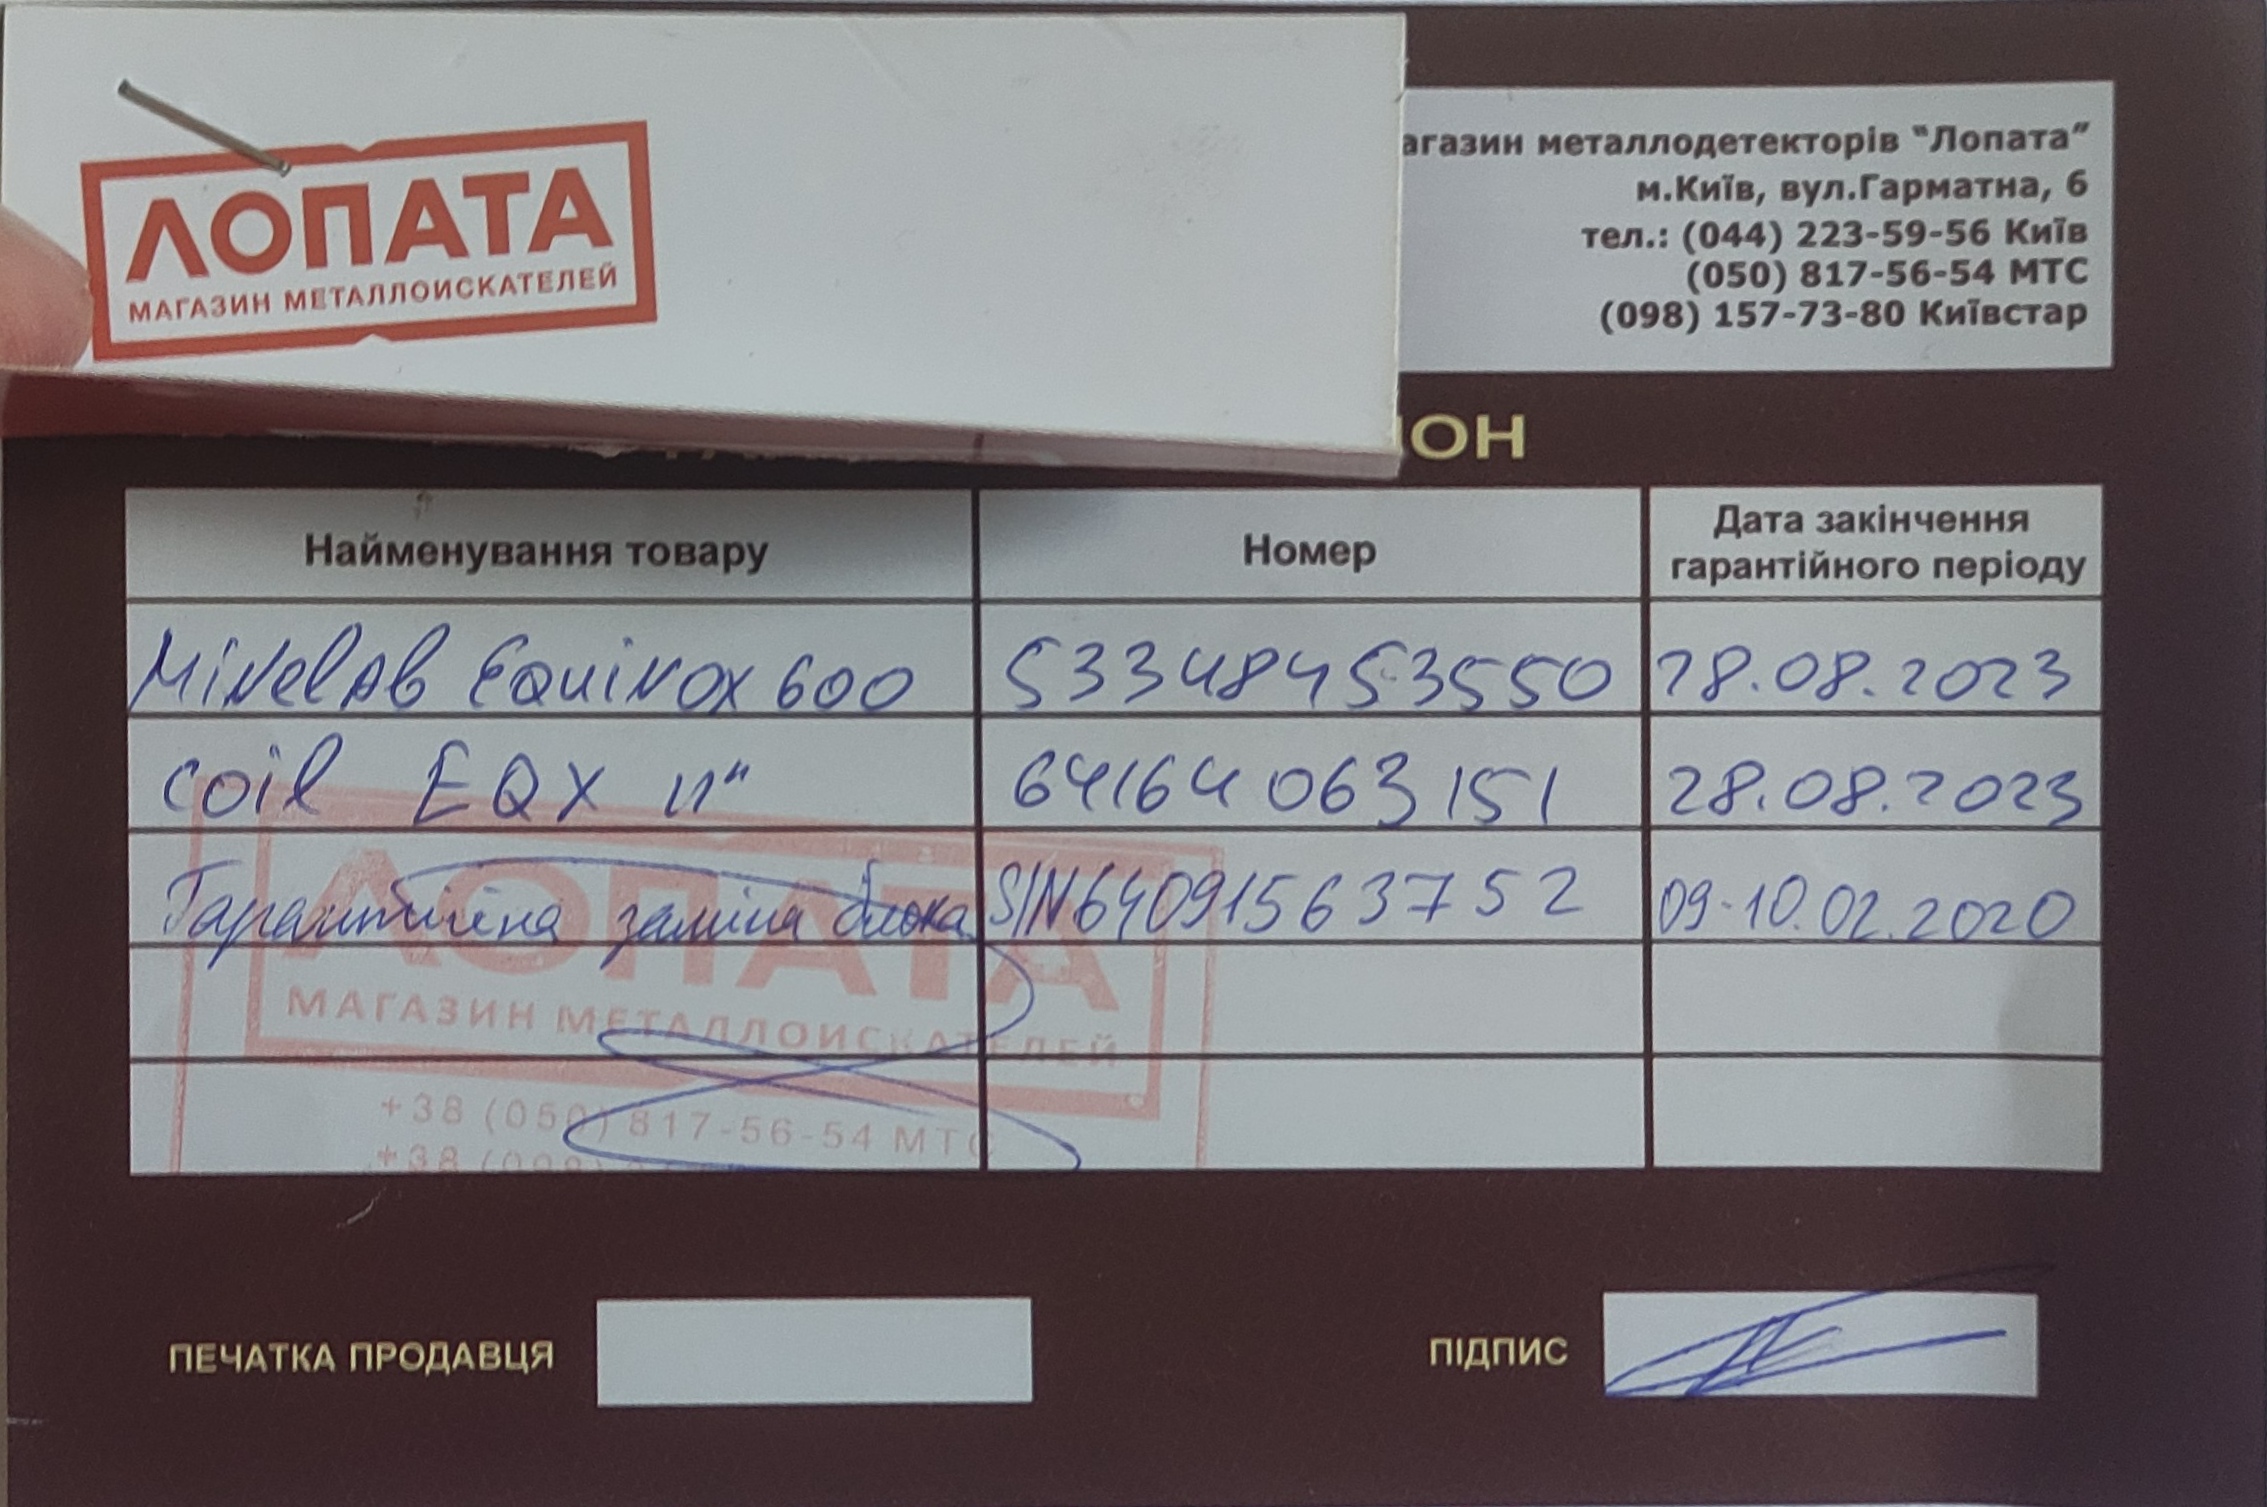 ЛОПАТА
МАГАЗИН МЕТАЛЛОИСКАТЕЛЕЙ
агазин металлодетекторів "Лопата"
м.Київ, вул.Гарматна, 6
тел.: (044) 223-59-56 Київ
(050) 817-56-54 МТС
(098) 157-73-80 Київстар
ОН
Найменування товару Номер Дата закінчення гарантійного періоду
Minelab Equinox 600 53348453550 28.08.2023
Coil EQX 11" 64164063151 28.08.2023
Гарантійна заміна блока S/N64091563752 09-10.02.2020
ЛОПАТА
МАГАЗИН МЕТАЛЛОИСКАТЕЛЕЙ
+38 (050) 817-56-54 МТС
+38
ПЕЧАТКА ПРОДАВЦЯ ПІДПИС